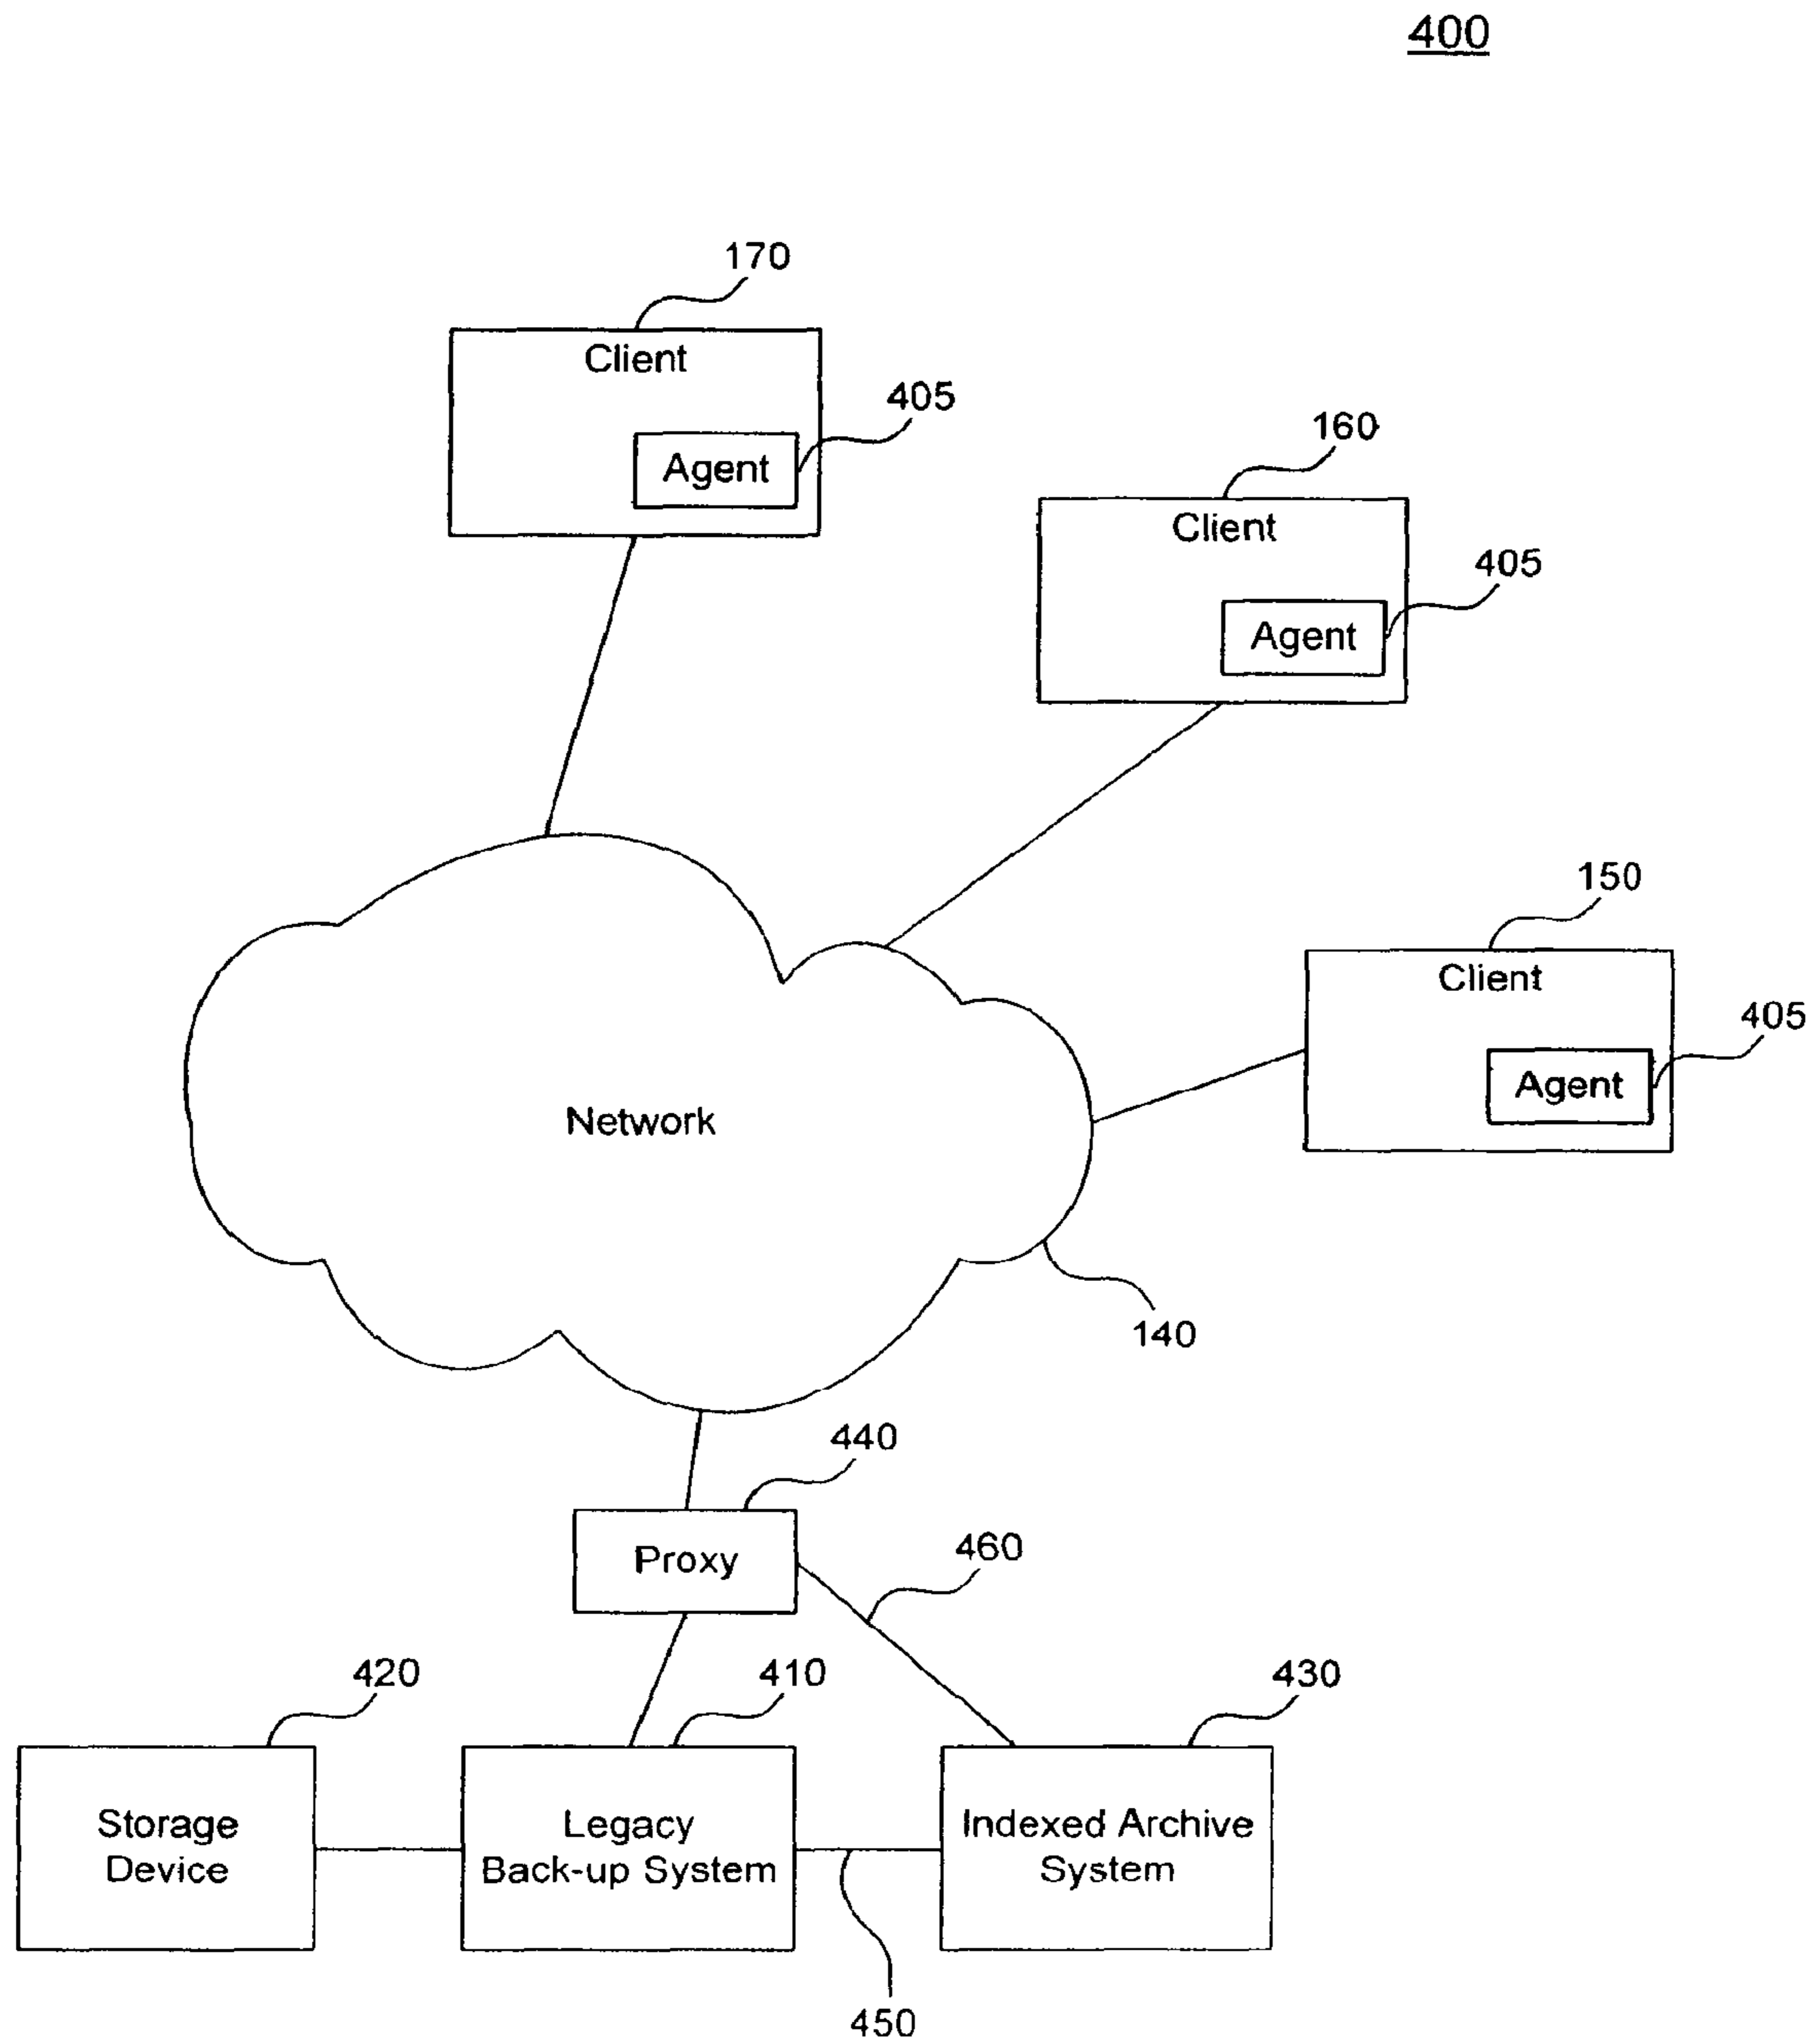 400
170
Client
405
Agent
160
Client
405
Agent
150
Client
405
Agent
Network
140
440
Proxy
460
420
410
430
Storage
Device
Legacy
Back-up System
Indexed Archive
System
450